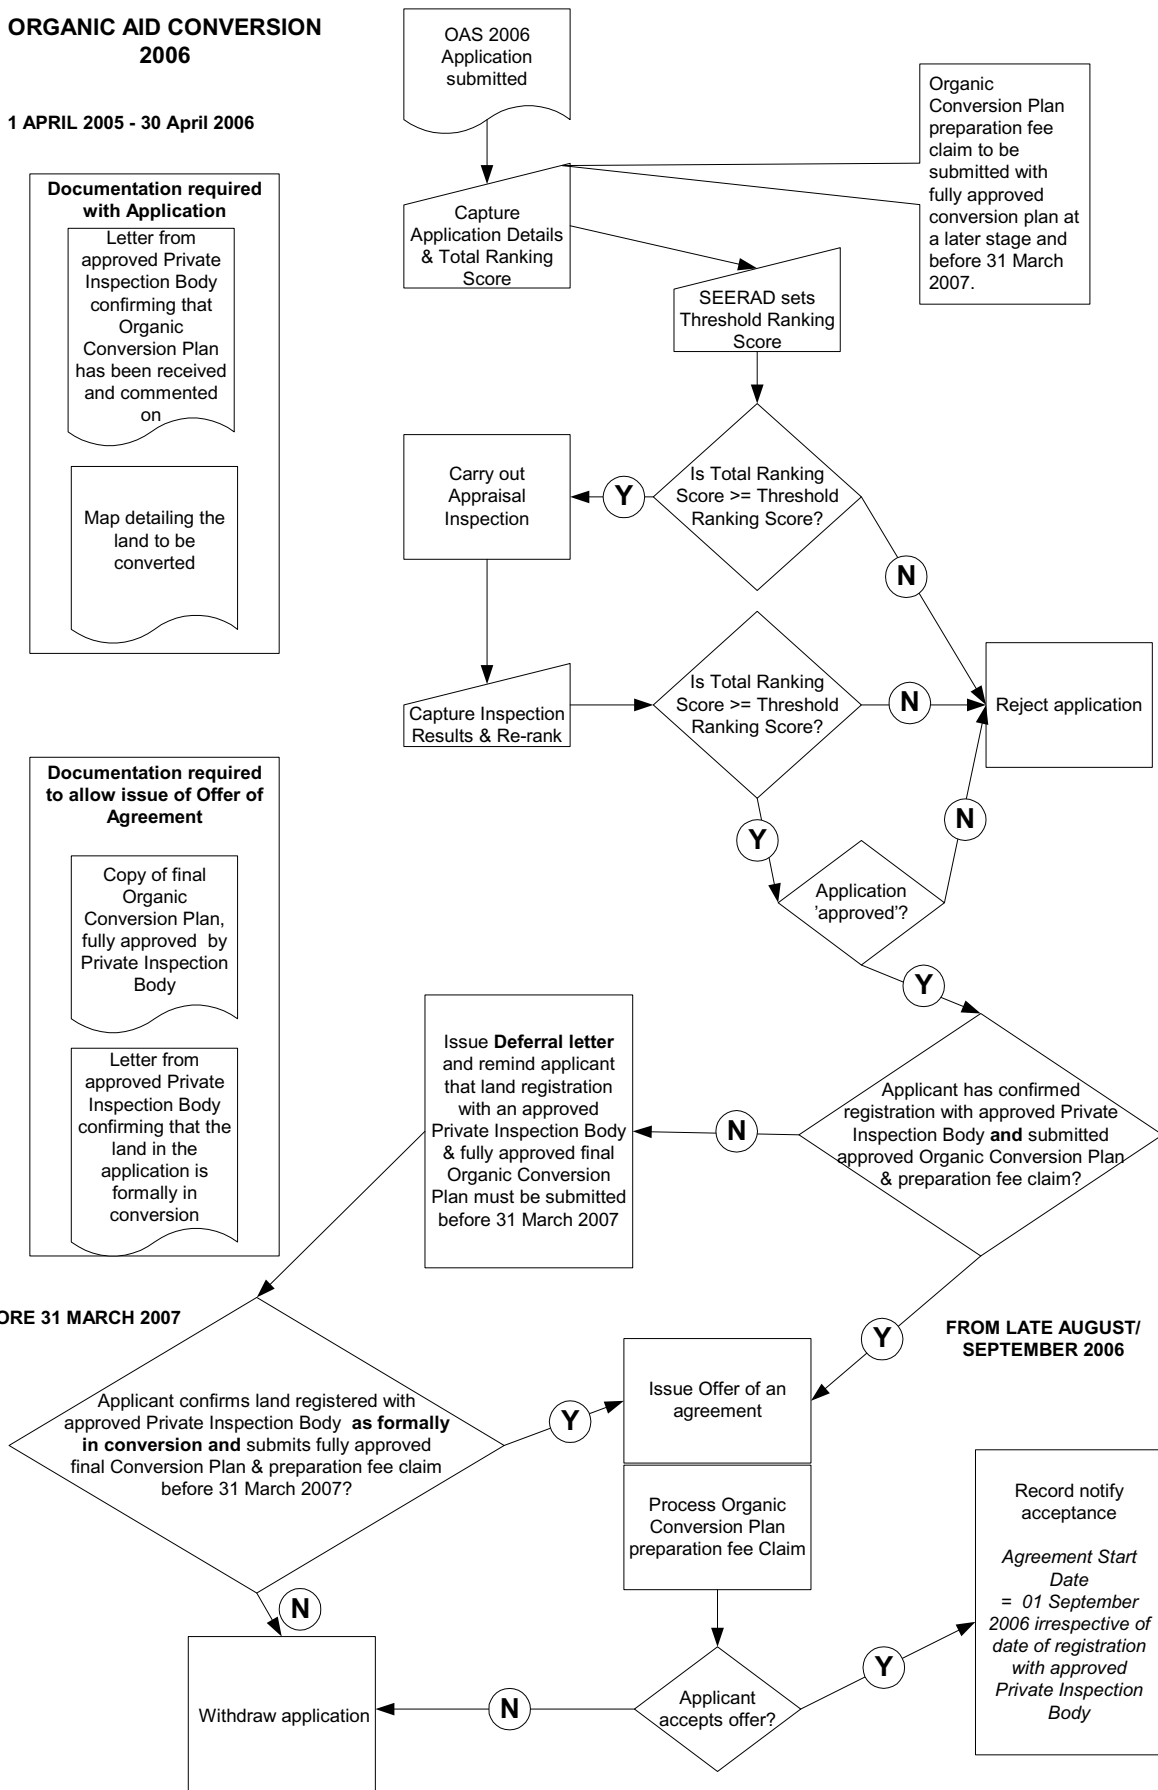 ORGANIC AID CONVERSION
2006
1 APRIL 2005 - 30 April 2006
OAS 2006
Application
submitted
Organic
Conversion Plan
preparation fee
claim to be
submitted with
fully approved
conversion plan at
a later stage and
before 31 March
2007.
Documentation required
with Application
Letter from
approved Private
Inspection Body
confirming that
Organic
Conversion Plan
has been received
and commented
on
Map detailing the
land to be
converted
Capture
Application Details
& Total Ranking
Score
SEERAD sets
Threshold Ranking
Score
Is Total Ranking
Score >= Threshold
Ranking Score?
Y
N
Carry out
Appraisal
Inspection
Capture Inspection
Results & Re-rank
Is Total Ranking
Score >= Threshold
Ranking Score?
N
Reject application
Y
N
Application
'approved'?
Y
Documentation required
to allow issue of Offer of
Agreement
Copy of final
Organic
Conversion Plan,
fully approved by
Private Inspection
Body
Letter from
approved Private
Inspection Body
confirming that the
land in the
application is
formally in
conversion
Issue Deferral letter
and remind applicant
that land registration
with an approved
Private Inspection Body
& fully approved final
Organic Conversion
Plan must be submitted
before 31 March 2007
N
Applicant has confirmed
registration with approved Private
Inspection Body and submitted
approved Organic Conversion Plan
& preparation fee claim?
Y
ORE 31 MARCH 2007
FROM LATE AUGUST/
SEPTEMBER 2006
Applicant confirms land registered with
approved Private Inspection Body as formally
in conversion and submits fully approved
final Conversion Plan & preparation fee claim
before 31 March 2007?
Y
N
Issue Offer of an
agreement
Process Organic
Conversion Plan
preparation fee Claim
Applicant
accepts offer?
N
Y
Withdraw application
Record notify
acceptance
Agreement Start
Date
= 01 September
2006 irrespective of
date of registration
with approved
Private Inspection
Body